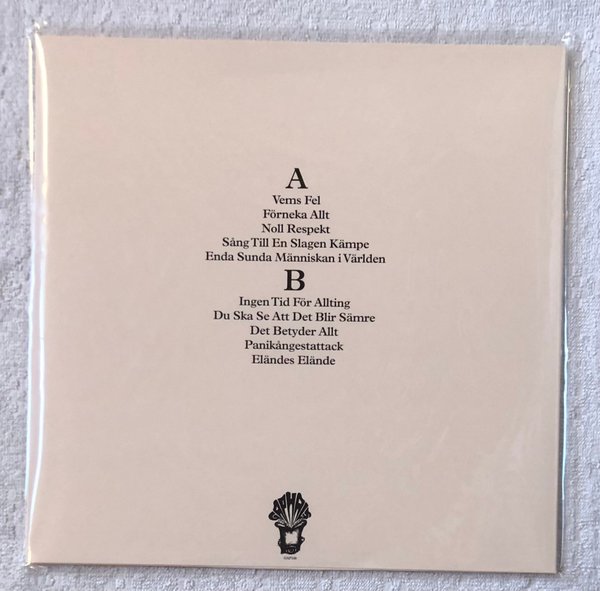 A
Vems Fel
Förneka Allt
Noll Respekt
Sång Till En Slagen Kämpe
Enda Sunda Människan i Världen
B
Ingen Tid För Allting
Du Ska Se Att Det Blir Sämre
Det Betyder Allt
Panikångestattack
Eländes Elände